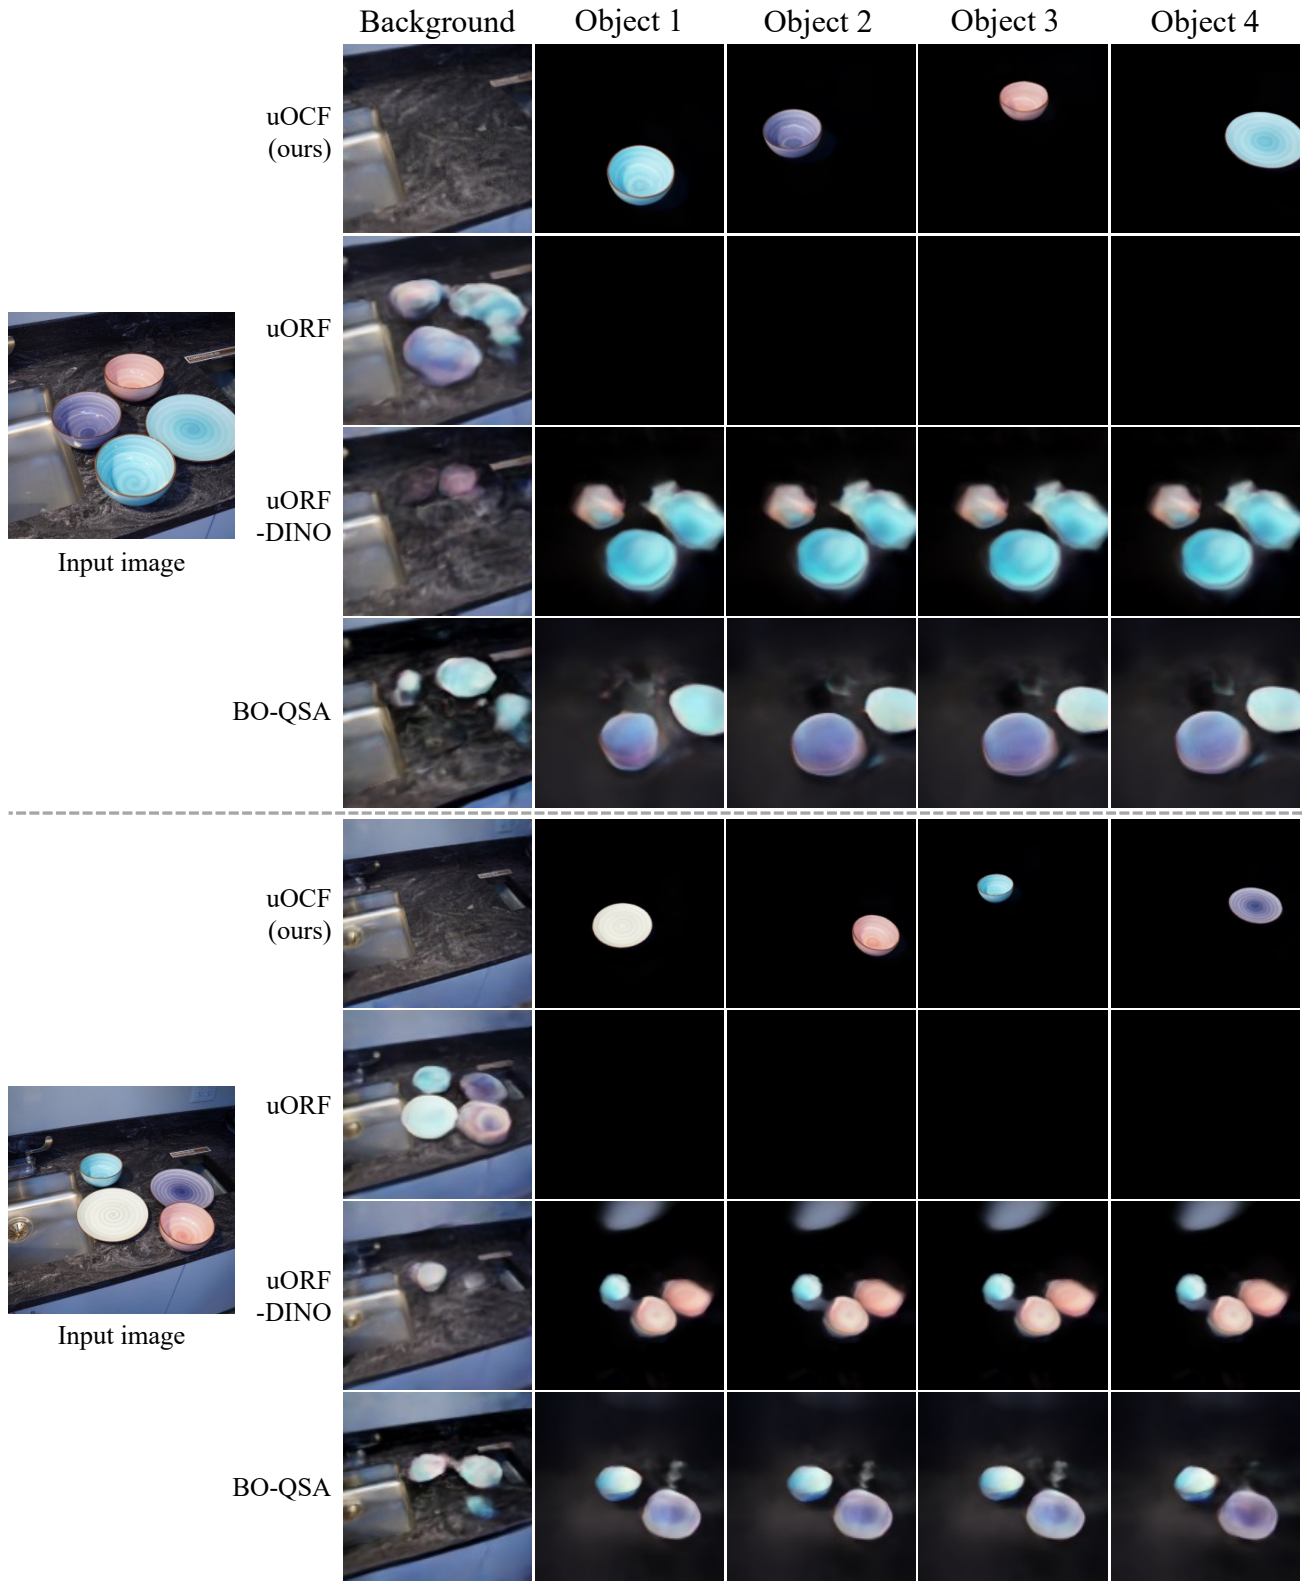 Background Object 1 Object 2 Object 3 Object 4
uOCF
(ours)
uORF
uORF
-DINO
Input image
BO-QSA
uOCF
(ours)
uORF
uORF
-DINO
Input image
BO-QSA